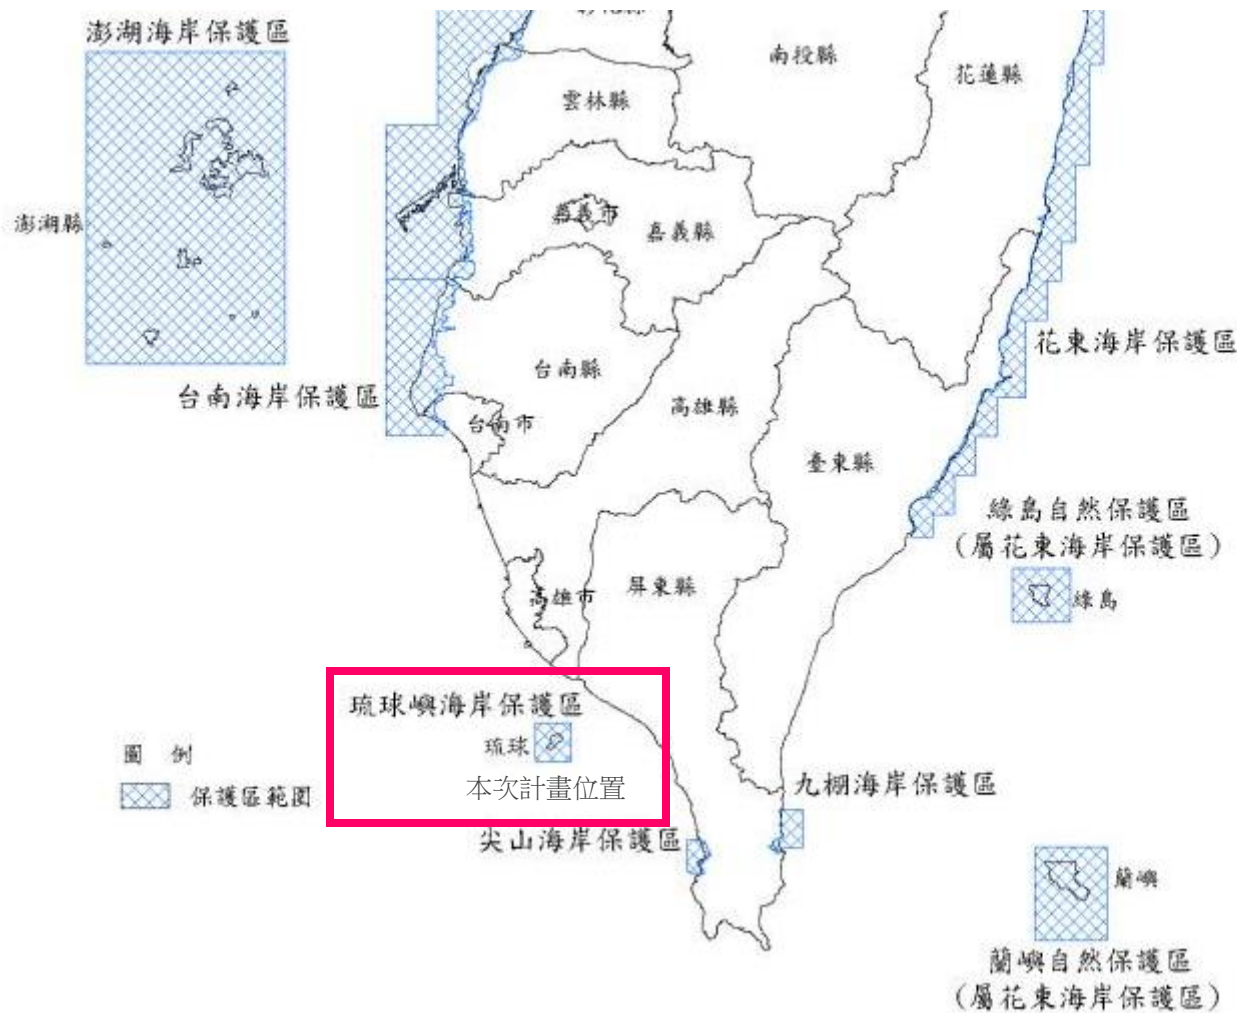 澎湖海岸保護區
南投縣
花蓮縣
雲林縣
澎湖縣
嘉義市
嘉義縣
花東海岸保護區
台南縣
台南海岸保護區
高雄縣
台南市
臺東縣
綠島自然保護區
(屬花東海岸保護區)
屏東縣
高雄市
綠島
琉球嶼海岸保護區
琉球
圖 例
保護區範圍
本次計畫位置
九棚海岸保護區
尖山海岸保護區
蘭嶼
蘭嶼自然保護區
(屬花東海岸保護區)